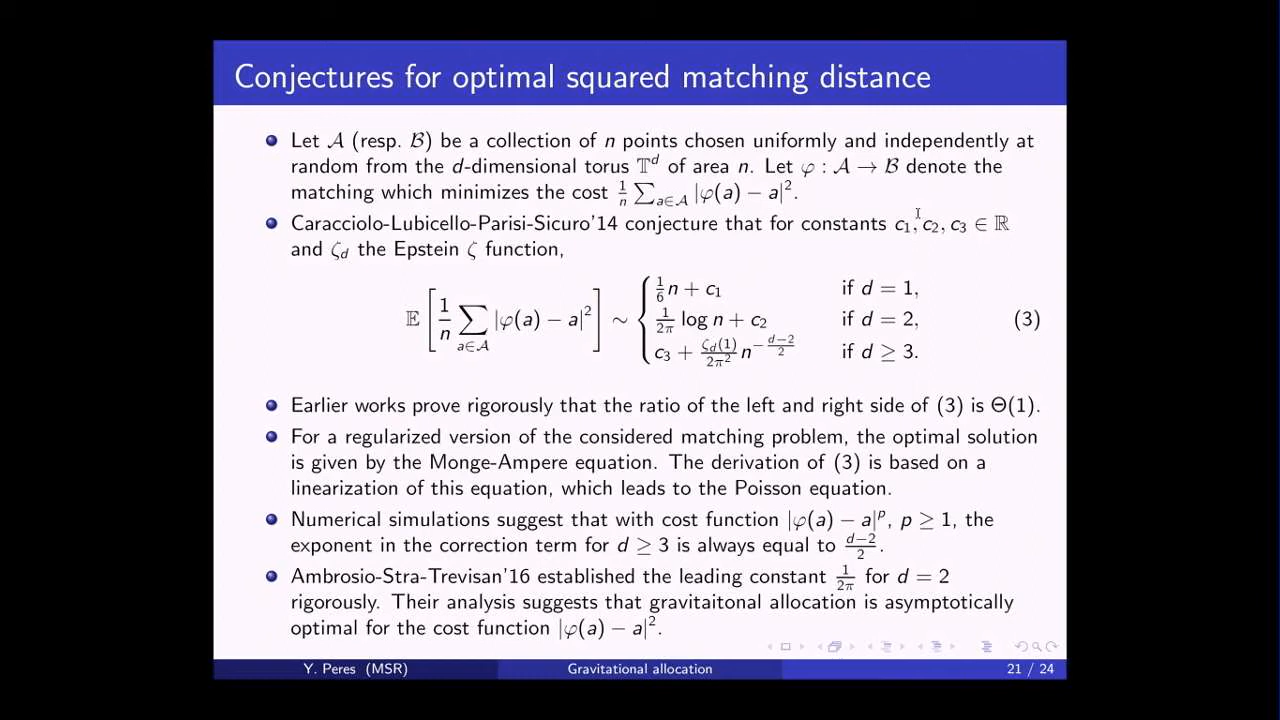 Conjectures for optimal squared matching distance
Let 𝒜 (resp. ℬ) be a collection of n points chosen uniformly and independently at
random from the d-dimensional torus 𝕋^d of area n. Let φ : 𝒜 → ℬ denote the
matching which minimizes the cost 1/n ∑_{a∈𝒜} |φ(a) − a|².
Caracciolo-Lubicello-Parisi-Sicuro'14 conjecture that for constants c₁, c₂, c₃ ∈ ℝ
and ζ_d the Epstein ζ function,
𝔼[1/n ∑_{a∈𝒜} |φ(a) − a|²] ∼ { 1/6 n + c₁ if d = 1,
1/2π log n + c₂ if d = 2, (3)
c₃ + ζ_d(1)/2π² n^{−(d−2)/2} if d ≥ 3.
Earlier works prove rigorously that the ratio of the left and right side of (3) is Θ(1).
For a regularized version of the considered matching problem, the optimal solution
is given by the Monge-Ampere equation. The derivation of (3) is based on a
linearization of this equation, which leads to the Poisson equation.
Numerical simulations suggest that with cost function |φ(a) − a|^p, p ≥ 1, the
exponent in the correction term for d ≥ 3 is always equal to (d−2)/2.
Ambrosio-Stra-Trevisan'16 established the leading constant 1/2π for d = 2
rigorously. Their analysis suggests that gravitaitonal allocation is asymptotically
optimal for the cost function |φ(a) − a|².
Y. Peres (MSR) Gravitational allocation 21 / 24